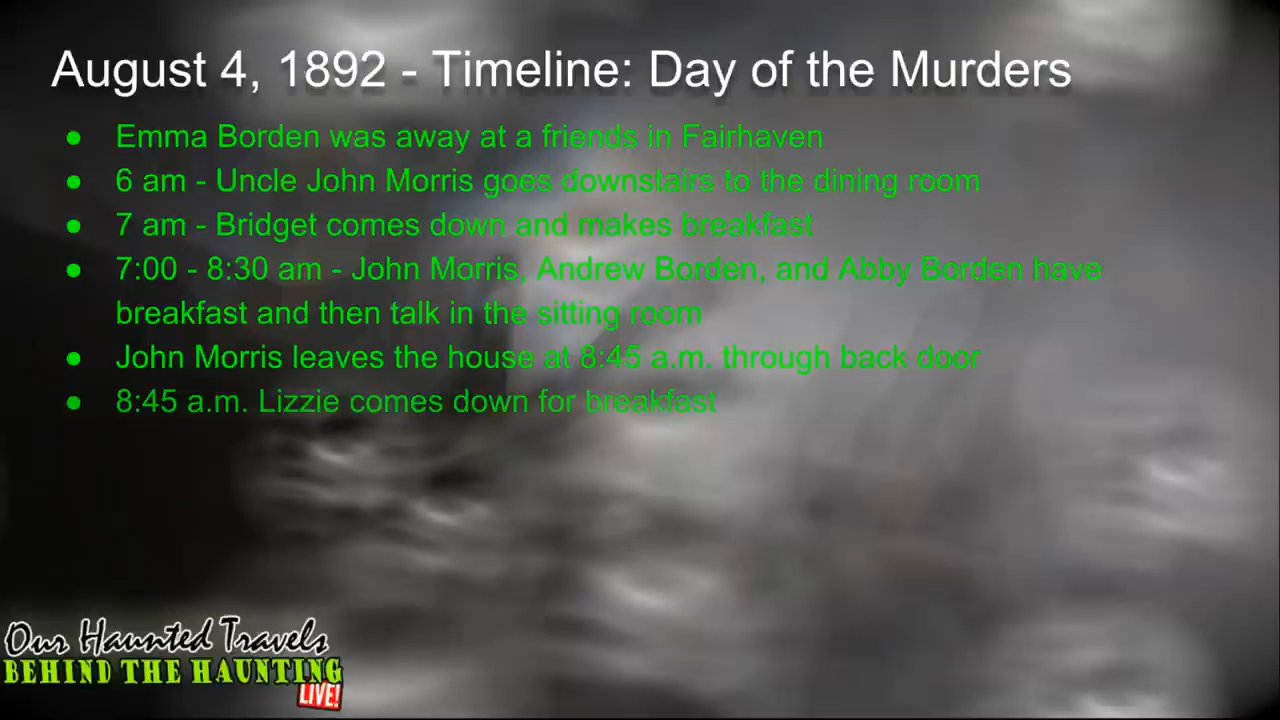 August 4, 1892 - Timeline: Day of the Murders
● Emma Borden was away at a friends in Fairhaven
● 6 am - Uncle John Morris goes downstairs to the dining room
● 7 am - Bridget comes down and makes breakfast
● 7:00 - 8:30 am - John Morris, Andrew Borden, and Abby Borden have
breakfast and then talk in the sitting room
● John Morris leaves the house at 8:45 a.m. through back door
● 8:45 a.m. Lizzie comes down for breakfast
Our Haunted Travels
BEHIND THE HAUNTING
LIVE!